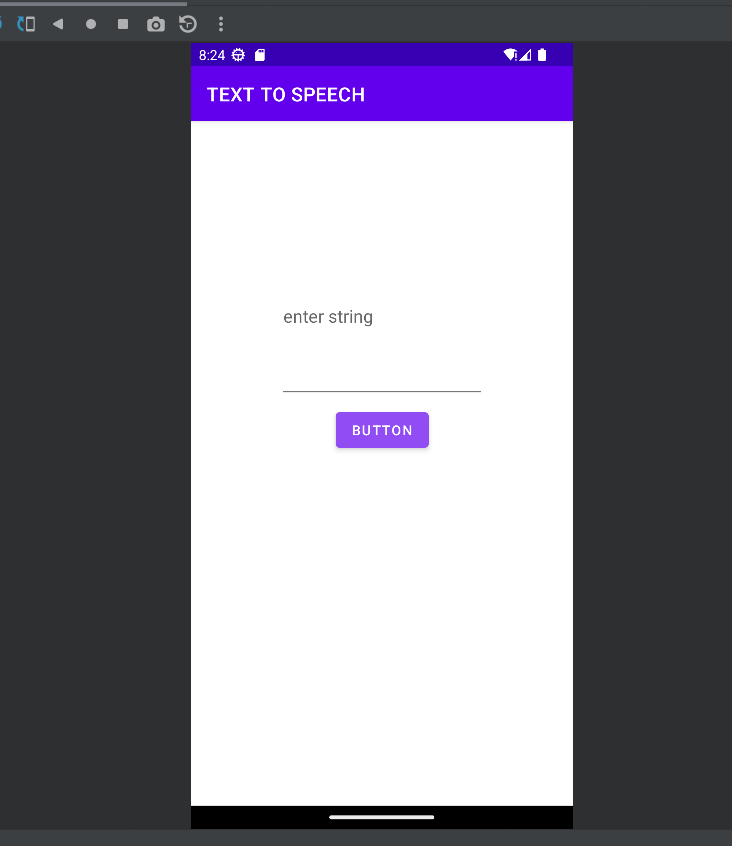 8:24
TEXT TO SPEECH
enter string
BUTTON